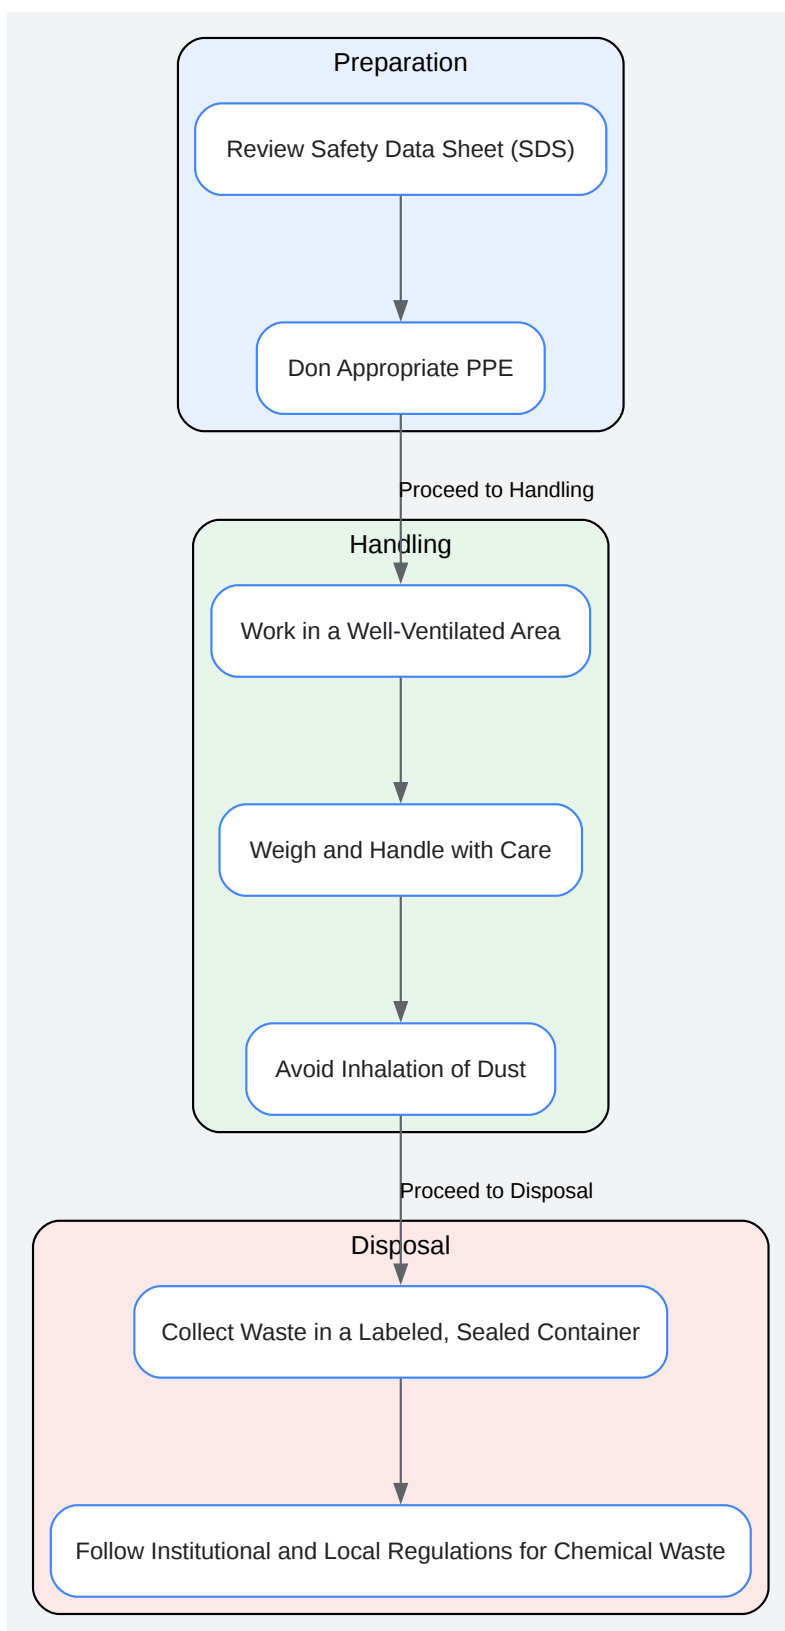 Preparation
Review Safety Data Sheet (SDS)
Don Appropriate PPE
Proceed to Handling
Handling
Work in a Well-Ventilated Area
Weigh and Handle with Care
Avoid Inhalation of Dust
Proceed to Disposal
Disposal
Collect Waste in a Labeled, Sealed Container
Follow Institutional and Local Regulations for Chemical Waste